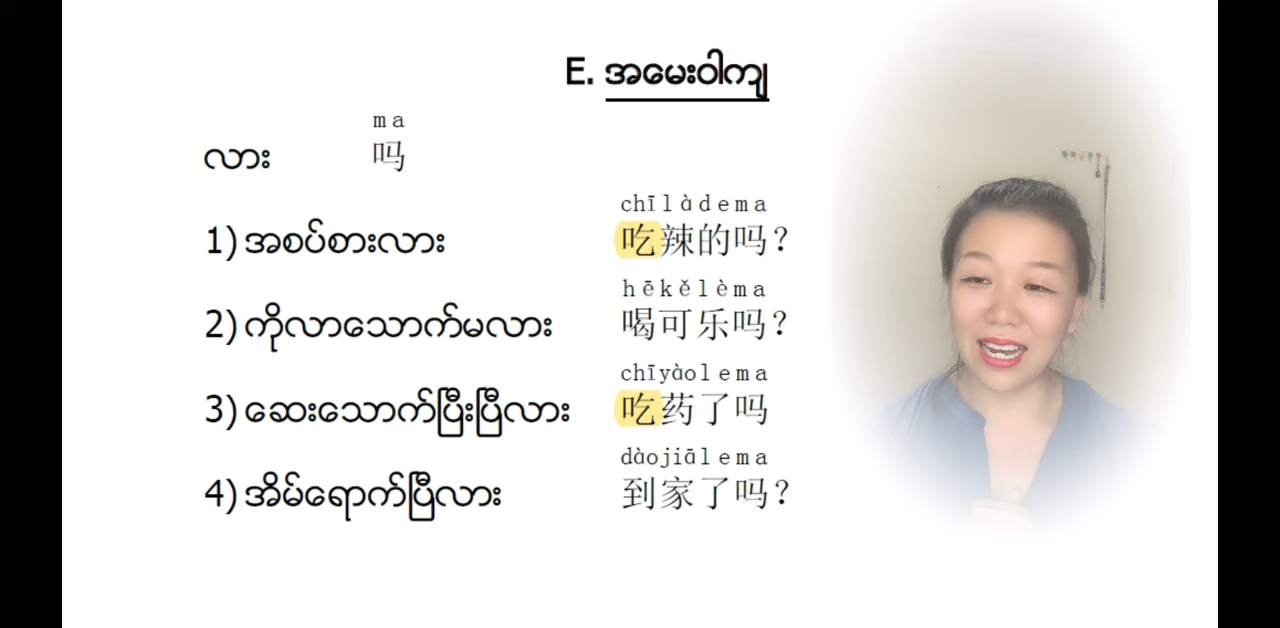 E. အမေးဝါကျ
ma
လား 吗
chīlàdema
1) အစပ်စားလား 吃辣的吗?
hēkělèma
2) ကိုလာသောက်မလား 喝可乐吗?
chīyàolema
3) ဆေးသောက်ပြီးပြီလား 吃药了吗
dàojiālema
4) အိမ်ရောက်ပြီလား 到家了吗?